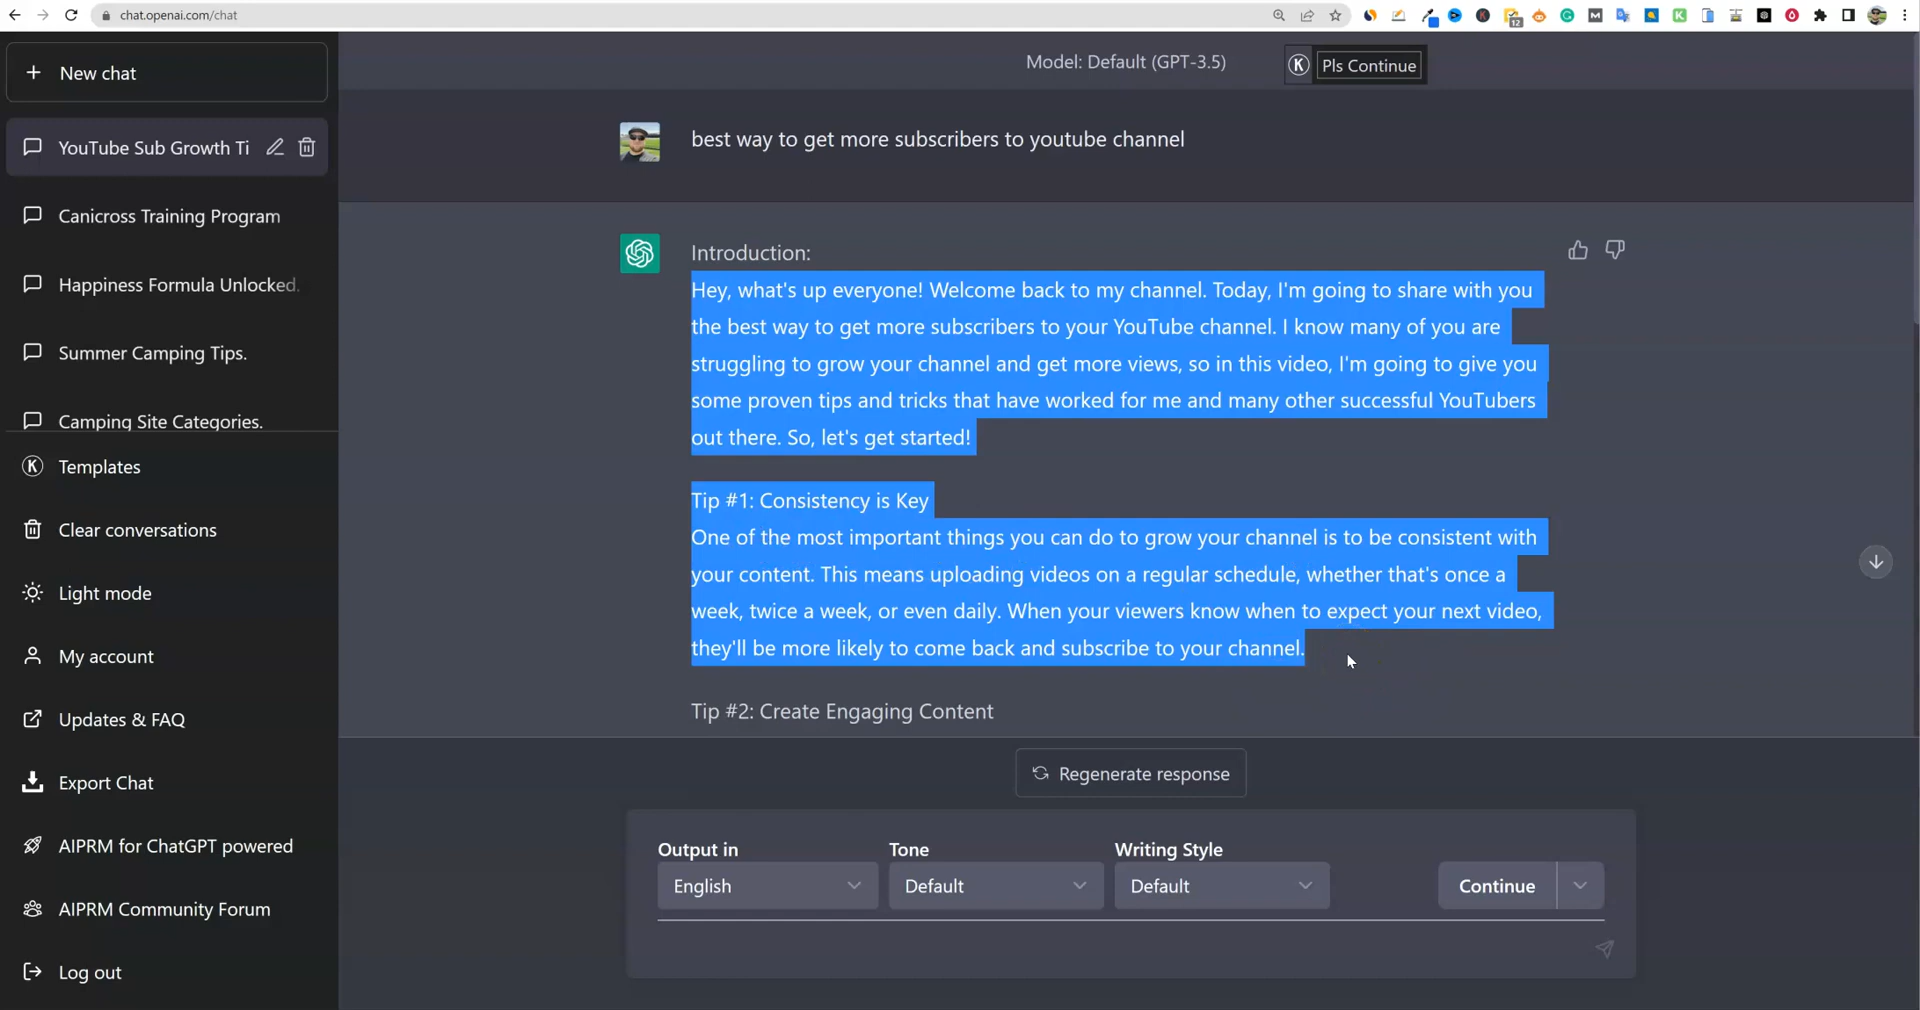 chat.openai.com/chat
12
New chat
Model: Default (GPT-3.5)
K
Pls Continue
YouTube Sub Growth Ti
Canicross Training Program
Happiness Formula Unlocked.
Summer Camping Tips.
Camping Site Categories.
K
Templates
Clear conversations
Light mode
My account
Updates & FAQ
Export Chat
AIPRM for ChatGPT powered
AIPRM Community Forum
Log out
best way to get more subscribers to youtube channel
Introduction:
Hey, what's up everyone! Welcome back to my channel. Today, I'm going to share with you
the best way to get more subscribers to your YouTube channel. I know many of you are
struggling to grow your channel and get more views, so in this video, I'm going to give you
some proven tips and tricks that have worked for me and many other successful YouTubers
out there. So, let's get started!
Tip #1: Consistency is Key
One of the most important things you can do to grow your channel is to be consistent with
your content. This means uploading videos on a regular schedule, whether that's once a
week, twice a week, or even daily. When your viewers know when to expect your next video,
they'll be more likely to come back and subscribe to your channel.
Tip #2: Create Engaging Content
Regenerate response
Output in
Tone
Writing Style
English
Default
Default
Continue